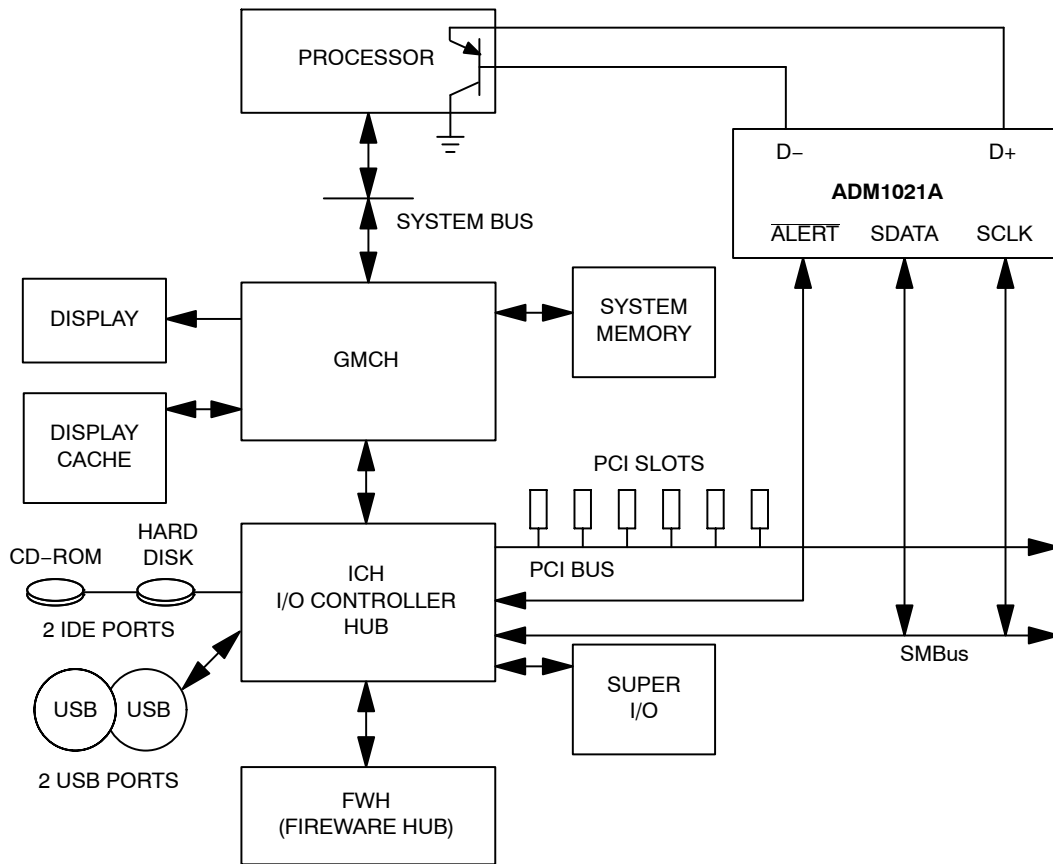 PROCESSOR
D−
D+
ADM1021A
ALERT
SDATA
SCLK
SYSTEM BUS
DISPLAY
GMCH
SYSTEM
MEMORY
DISPLAY
CACHE
PCI SLOTS
CD−ROM
HARD
DISK
2 IDE PORTS
ICH
I/O CONTROLLER
HUB
PCI BUS
SMBus
USB
USB
2 USB PORTS
SUPER
I/O
FWH
(FIREWARE HUB)